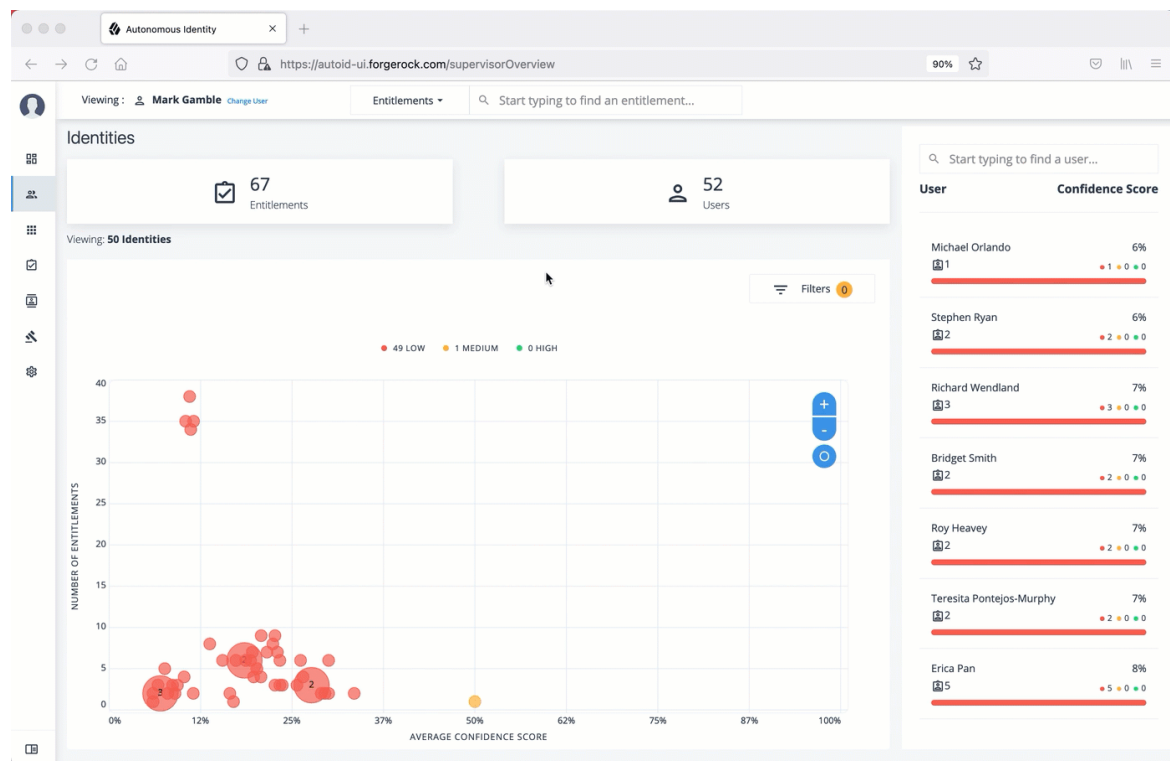 Autonomous Identity
https://autoid-ui.forgerock.com/supervisorOverview
90%
Viewing : Mark Gamble Change User
Entitlements
Start typing to find an entitlement...
Identities
67
Entitlements
52
Users
Viewing: 50 Identities
Filters 0
49 LOW 1 MEDIUM 0 HIGH
40
35
30
25
20
15
10
5
0
NUMBER OF ENTITLEMENTS
3
2
0% 12% 25% 37% 50% 62% 75% 87% 100%
AVERAGE CONFIDENCE SCORE
+
-
Start typing to find a user...
User Confidence Score
Michael Orlando 6%
1 1 0 0
Stephen Ryan 6%
2 2 0 0
Richard Wendland 7%
3 3 0 0
Bridget Smith 7%
2 2 0 0
Roy Heavey 7%
2 2 0 0
Teresita Pontejos-Murphy 7%
2 2 0 0
Erica Pan 8%
5 5 0 0